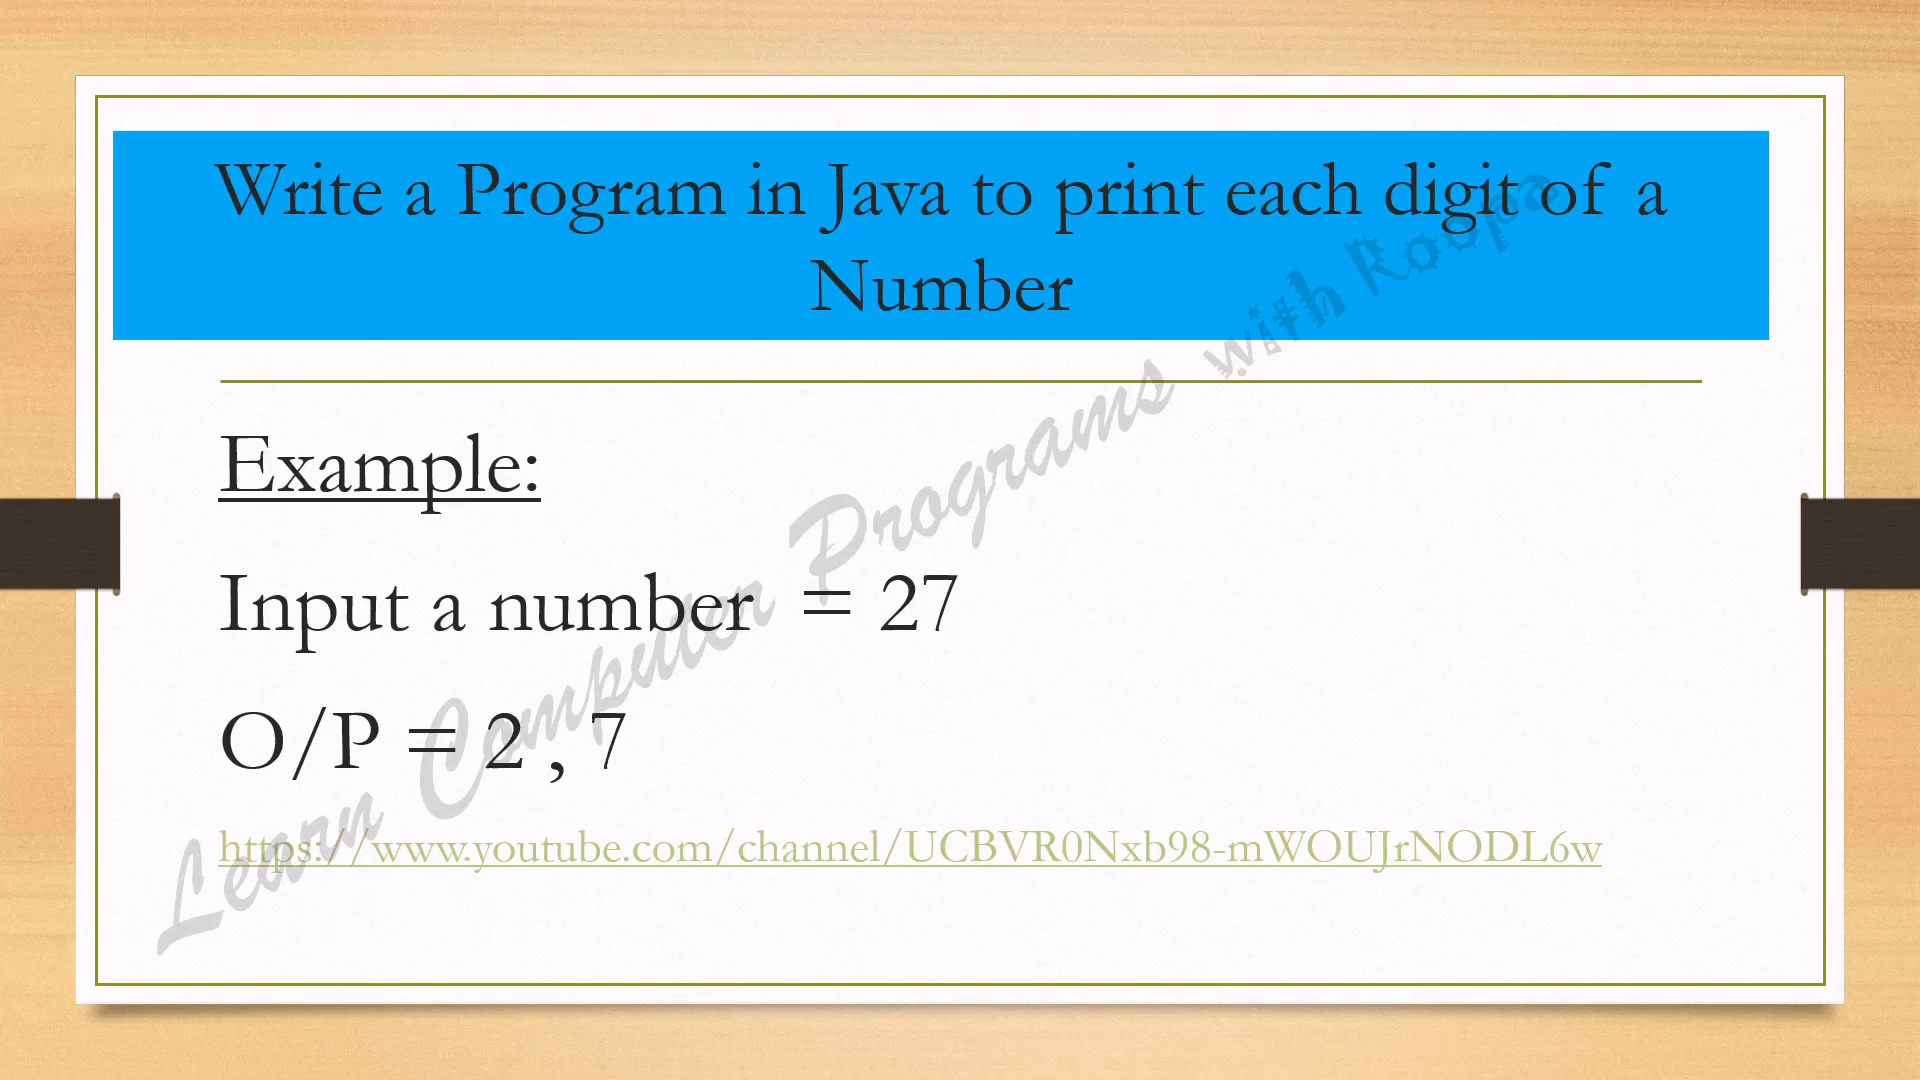 Write a Program in Java to print each digit of a
Number
Example:
Input a number = 27
O/P = 2 , 7
https://www.youtube.com/channel/UCBVR0Nxb98-mWOUJrNODL6w
Learn Computer Programs with Roopa